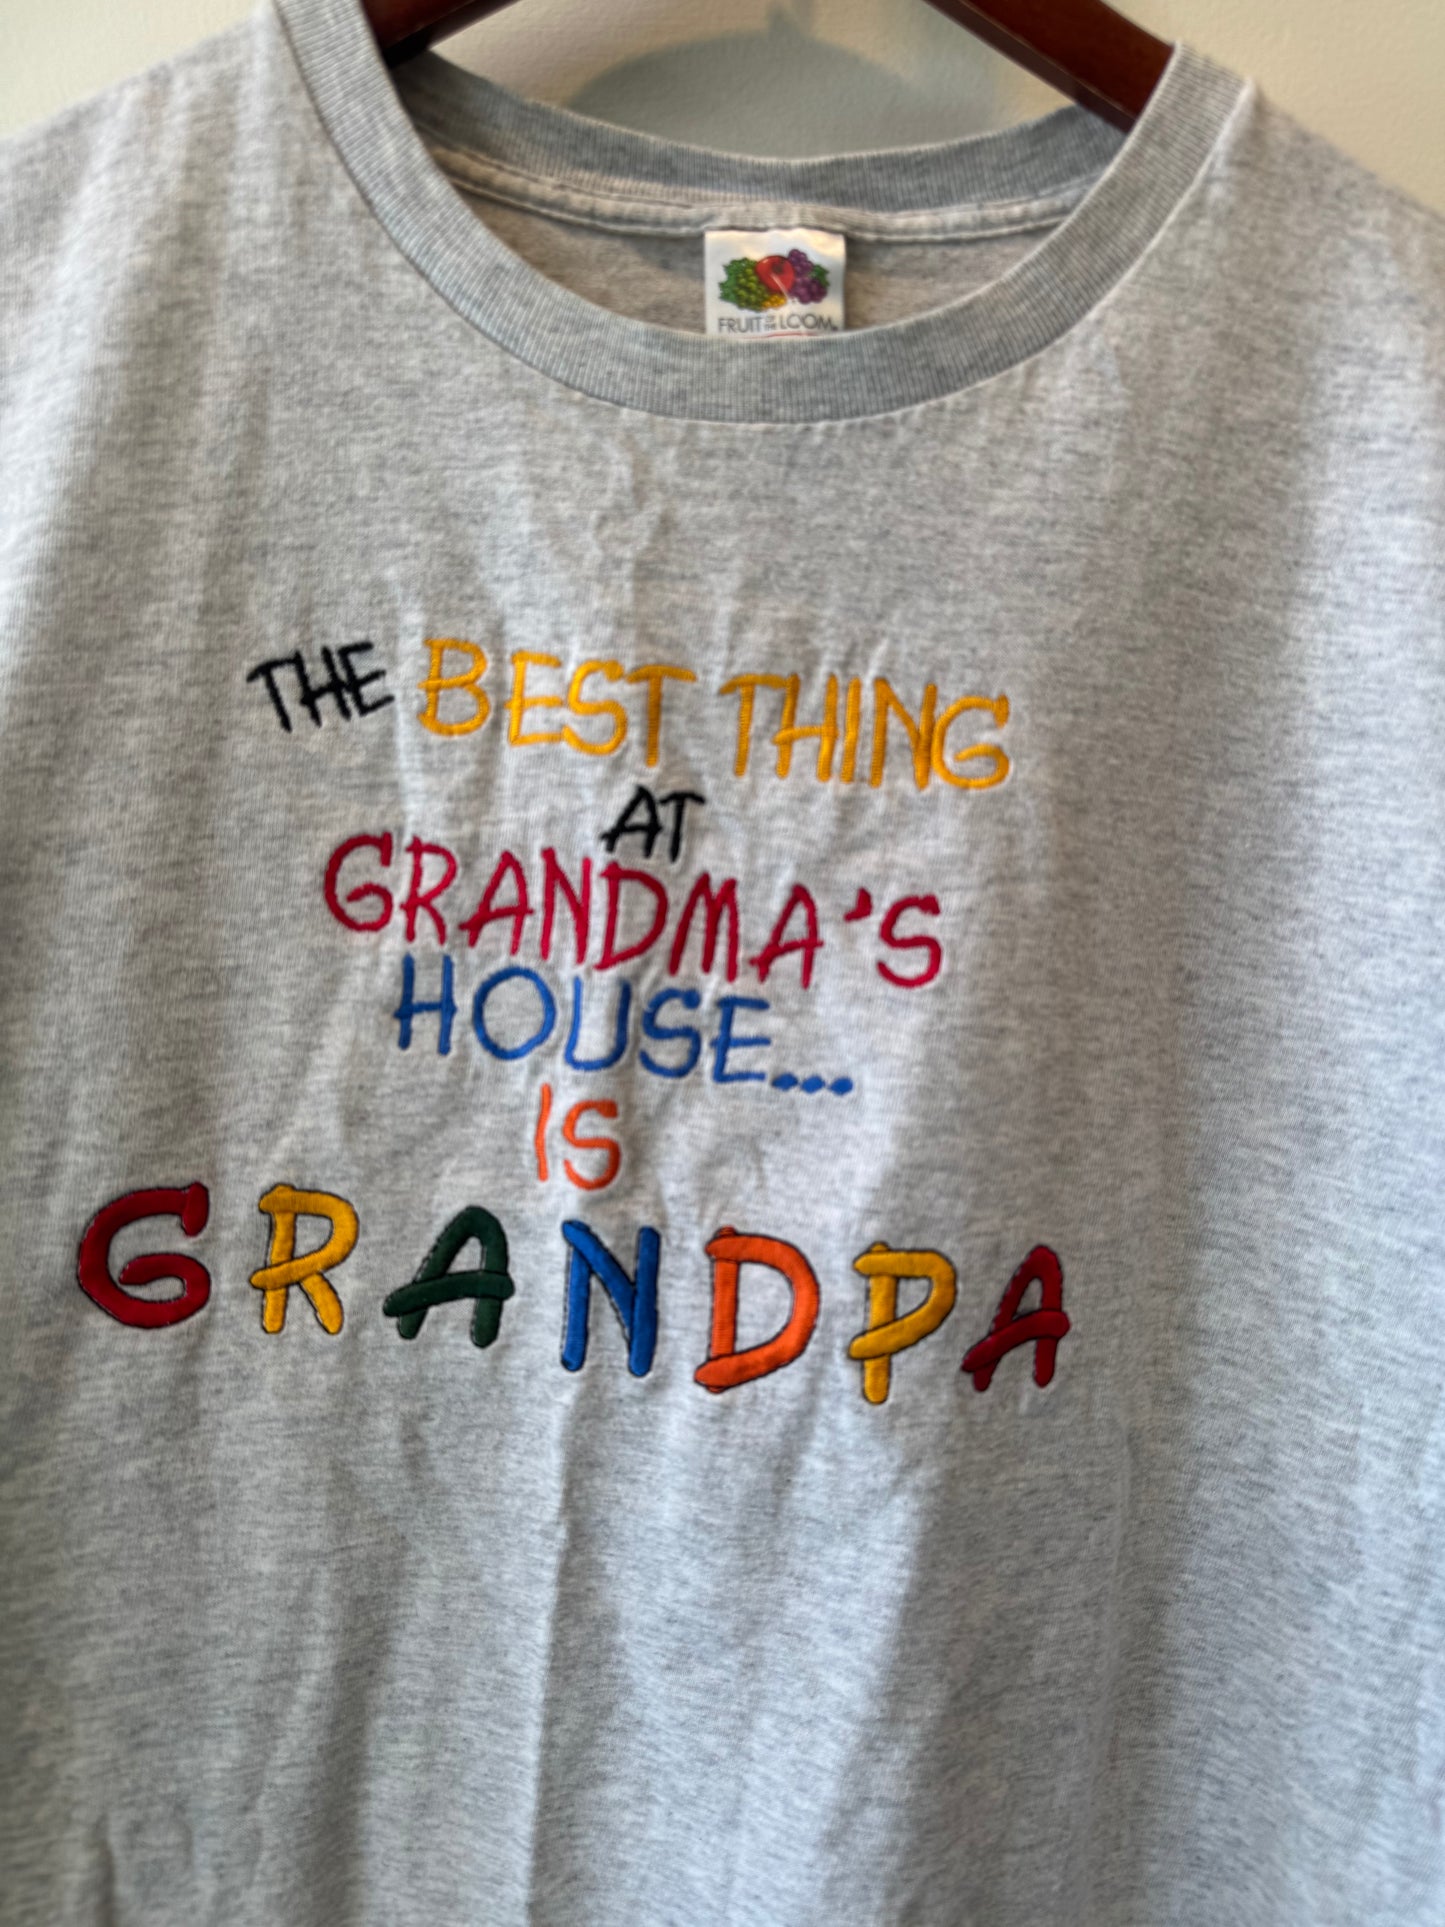 FRUIT OF THE LOOM®
THE BEST THING
AT
GRANDMA'S
HOUSE...
IS
GRANDPA